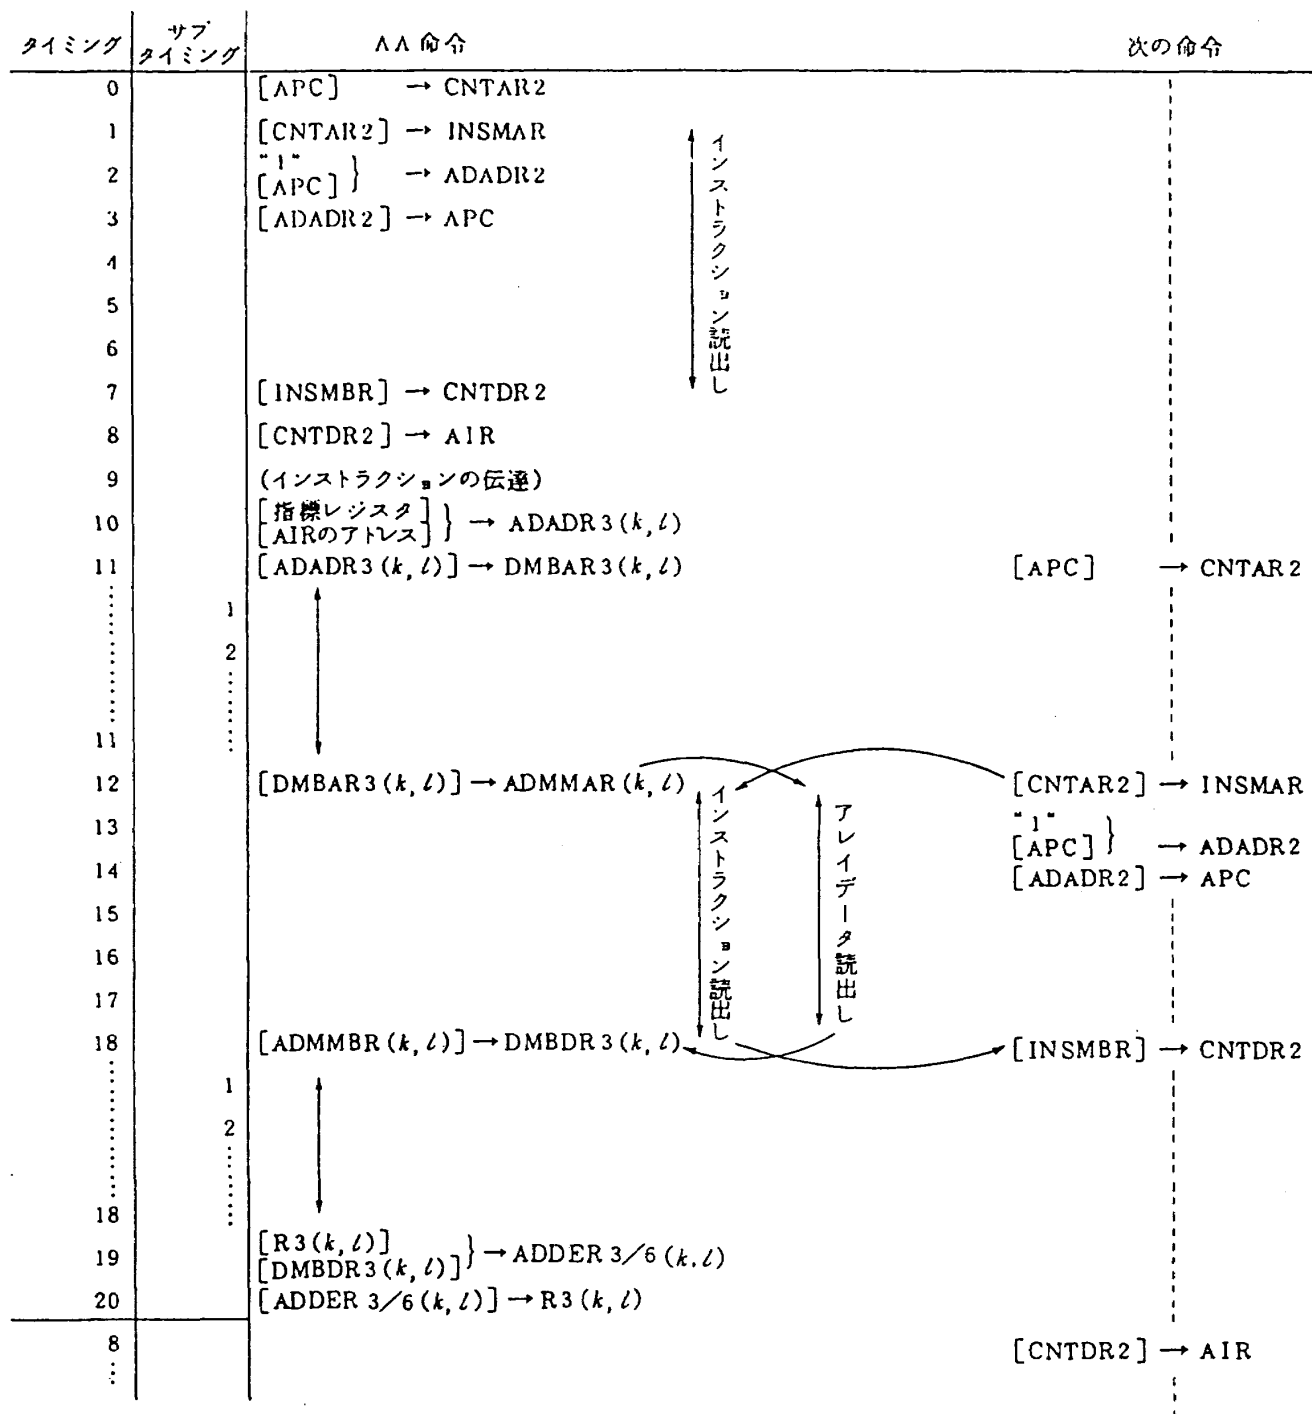 タイミング サブタイミング AA命令 次の命令
0 [APC] → CNTAR2
1 [CNTAR2] → INSMAR
2 "1" [APC] } → ADADR2
3 [ADADR2] → APC
4
5
6
インストラクション読出し
7 [INSMBR] → CNTDR2
8 [CNTDR2] → AIR
9 (インストラクションの伝達)
10 [指標レジスタ] [AIRのアドレス] } → ADADR3(k,l)
11 [ADADR3(k,l)] → DMBAR3(k,l) [APC] → CNTAR2
1
2
11
12 [DMBAR3(k,l)] → ADMMAR(k,l) [CNTAR2] → INSMAR
13 "1" [APC] } → ADADR2
14 [ADADR2] → APC
15
16
17
インストラクション読出し
アレイデータ読出し
18 [ADMMBR(k,l)] → DMBDR3(k,l) [INSMBR] → CNTDR2
1
2
18
19 [R3(k,l)] [DMBDR3(k,l)] } → ADDER 3/6(k,l)
20 [ADDER 3/6(k,l)] → R3(k,l)
8 [CNTDR2] → AIR